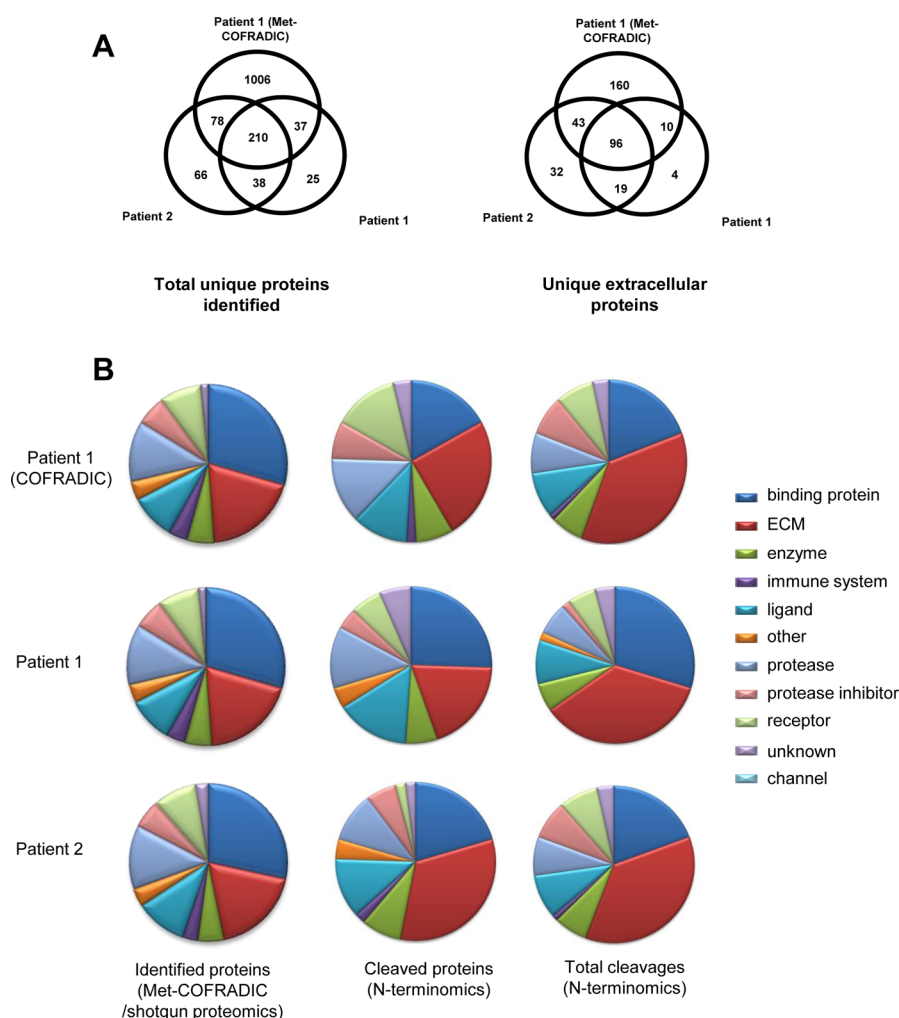 A
Patient 1 (Met-
COFRADIC)
1006
78
37
210
66
38
25
Patient 2
Patient 1
Total unique proteins
identified
Patient 1 (Met-
COFRADIC)
160
43
10
96
32
19
4
Patient 2
Patient 1
Unique extracellular
proteins
B
Patient 1
(COFRADIC)
Patient 1
Patient 2
binding protein
ECM
enzyme
immune system
ligand
other
protease
protease inhibitor
receptor
unknown
channel
Identified proteins
(Met-COFRADIC
/shotgun proteomics)
Cleaved proteins
(N-terminomics)
Total cleavages
(N-terminomics)